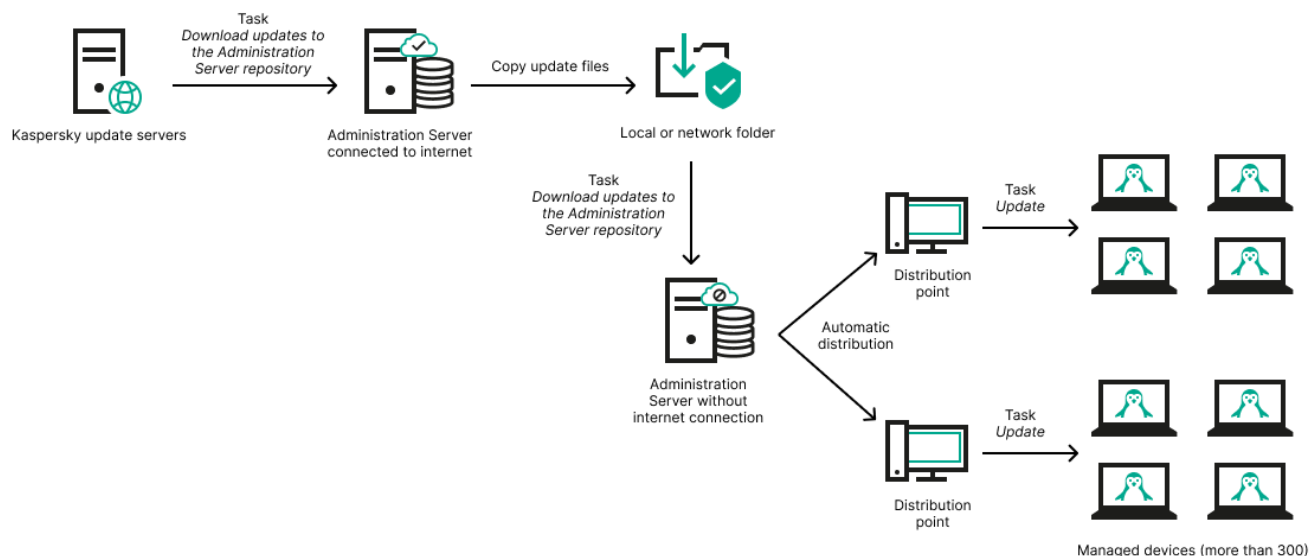 Task
Download updates to
the Administration
Server repository
Kaspersky update servers
Administration Server
connected to internet
Copy update files
Local or network folder
Task
Download updates to
the Administration
Server repository
Administration
Server without
internet connection
Automatic
distribution
Distribution
point
Task
Update
Distribution
point
Task
Update
Managed devices (more than 300)